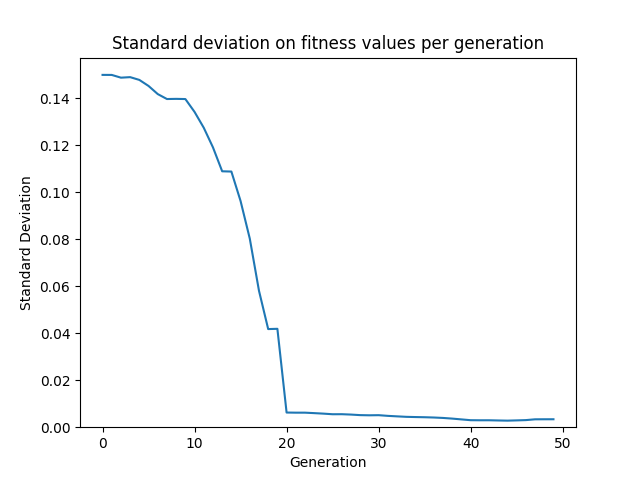 Standard deviation on fitness values per generation
0.14
0.12
0.10
0.08
0.06
0.04
0.02
0.00
Standard Deviation
0 10 20 30 40 50
Generation